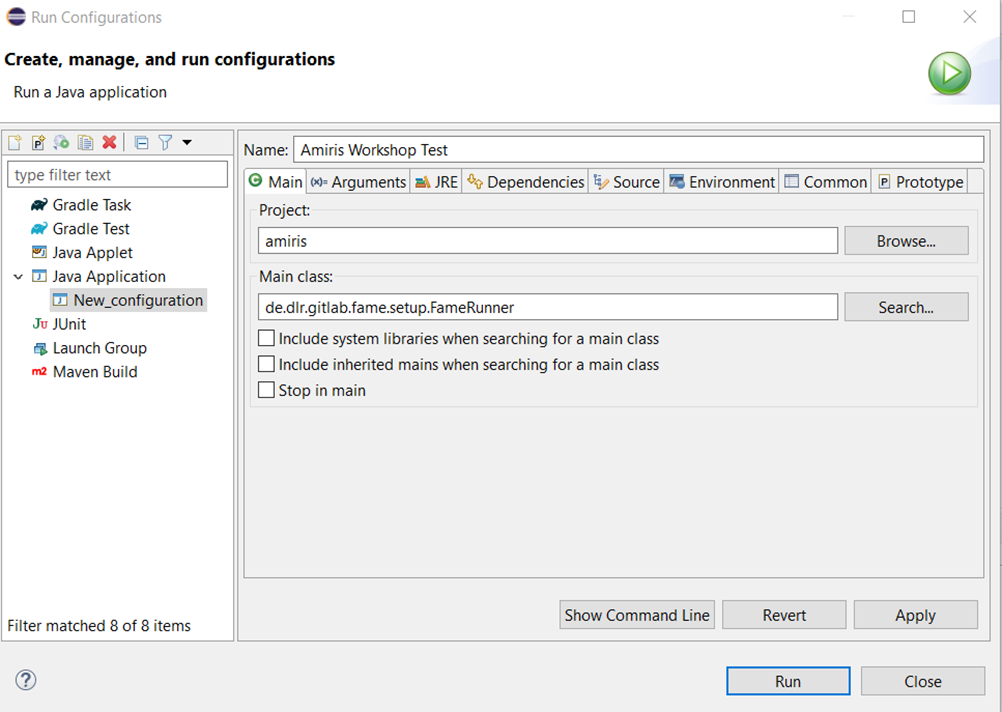 Run Configurations
Create, manage, and run configurations
Run a Java application
type filter text
Gradle Task
Gradle Test
Java Applet
Java Application
New_configuration
JUnit
Launch Group
Maven Build
Filter matched 8 of 8 items
Name: Amiris Workshop Test
Main (x)= Arguments JRE Dependencies Source Environment Common Prototype
Project:
amiris Browse...
Main class:
de.dlr.gitlab.fame.setup.FameRunner Search...
Include system libraries when searching for a main class
Include inherited mains when searching for a main class
Stop in main
Show Command Line Revert Apply
Run Close